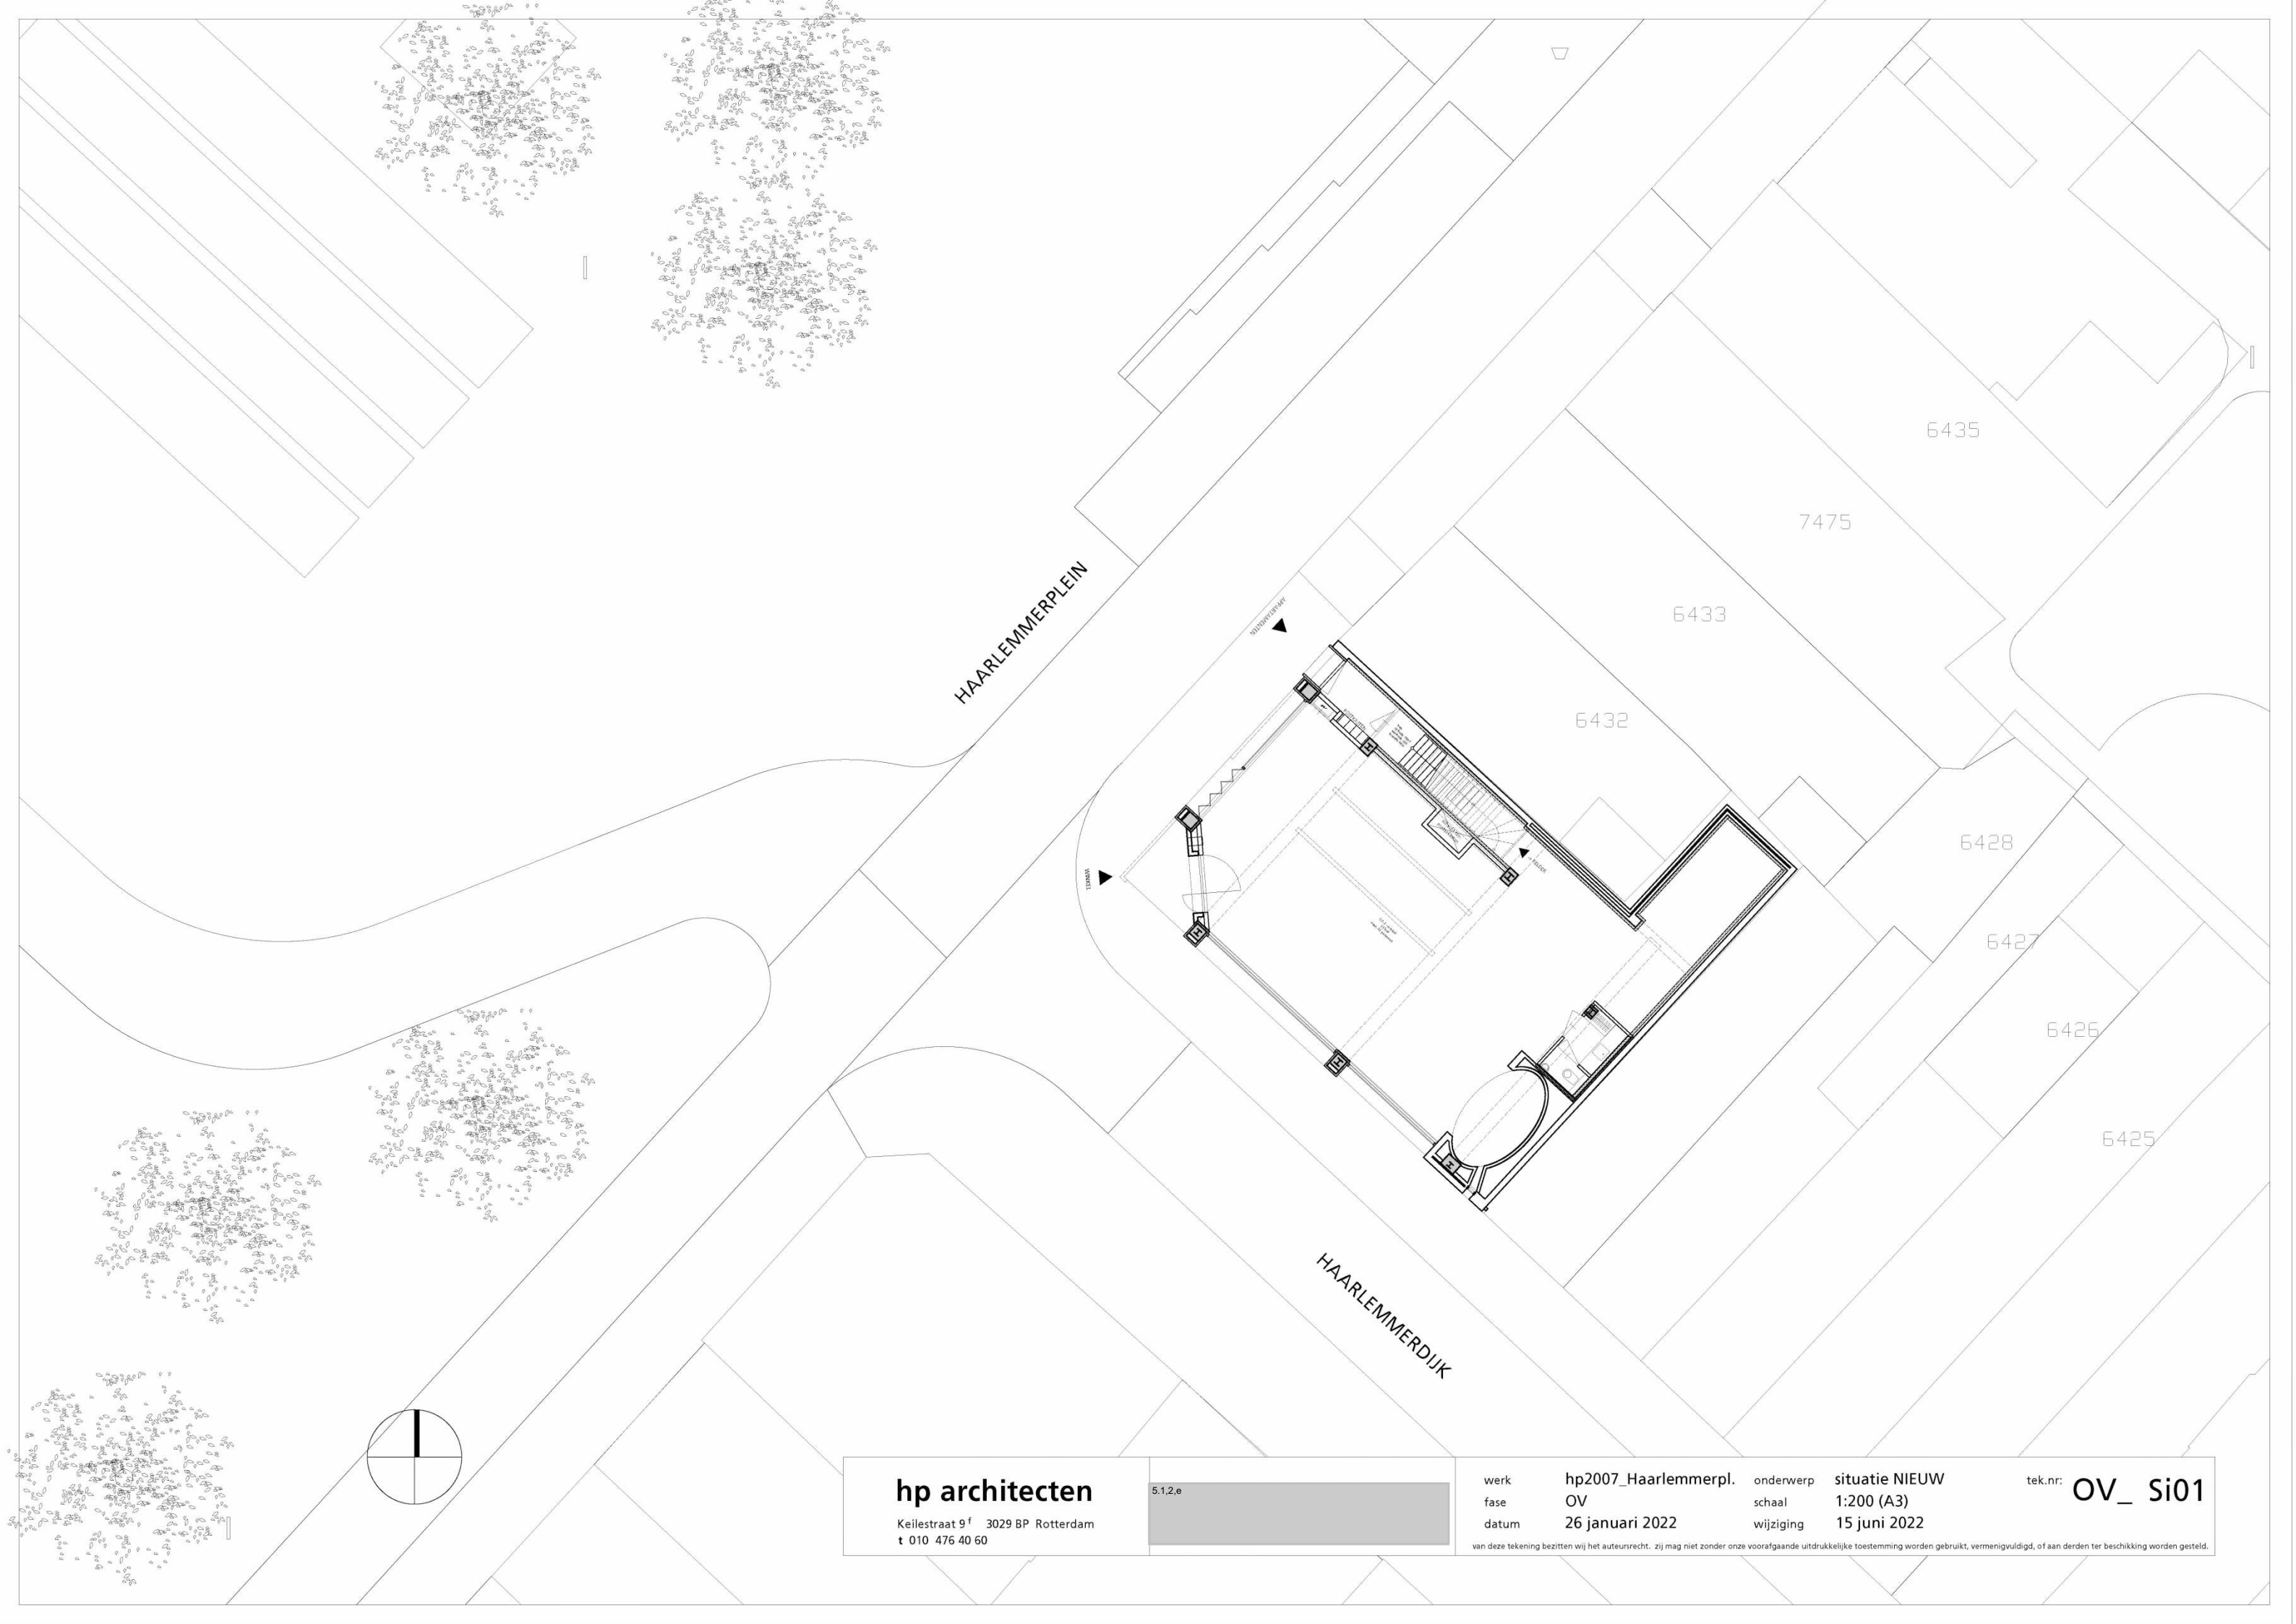 6435
7475
HAARLEMMERPLEIN
APPARTEMENTEN
6433
6432
WINKEL
6428
6427
6426
6425
HAARLEMMERDIJK
hp architecten
Keilestraat 9f 3029 BP Rotterdam
t 010 476 40 60
5.1,2,e
werk hp2007_Haarlemmerpl. onderwerp situatie NIEUW tek.nr: OV_ Si01
fase OV schaal 1:200 (A3)
datum 26 januari 2022 wijziging 15 juni 2022
van deze tekening bezitten wij het auteursrecht. zij mag niet zonder onze voorafgaande uitdrukkelijke toestemming worden gebruikt, vermenigvuldigd, of aan derden ter beschikking worden gesteld.